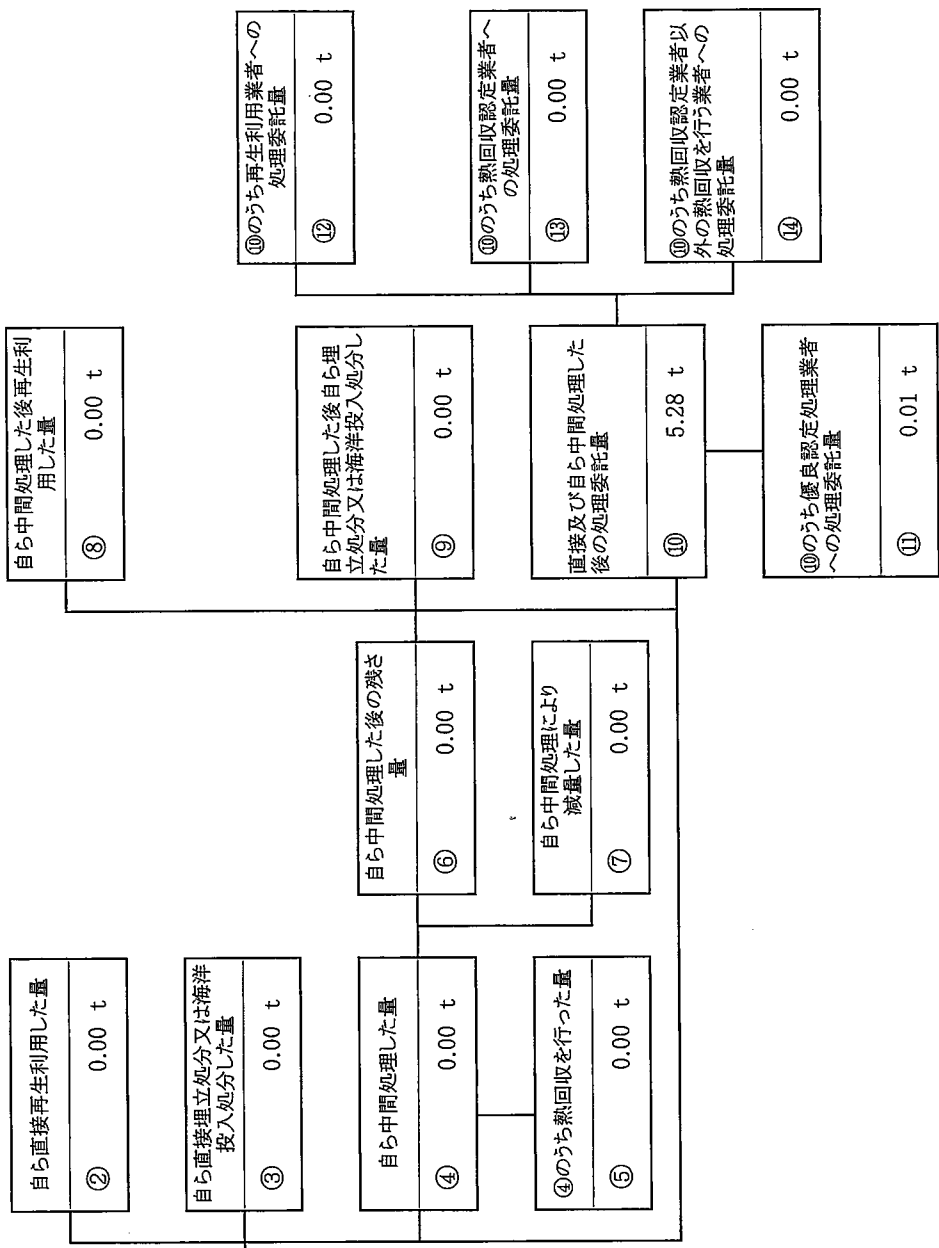 自ら直接再生利用した量
② 0.00 t
自ら直接埋立処分又は海洋
投入処分した量
③ 0.00 t
自ら中間処理した量
④ 0.00 t
④のうち熱回収を行った量
⑤ 0.00 t
自ら中間処理した後の残さ
量
⑥ 0.00 t
自ら中間処理により
減量した量
⑦ 0.00 t
自ら中間処理した後再生利
用した量
⑧ 0.00 t
自ら中間処理した後自ら埋
立処分又は海洋投入処分し
た量
⑨ 0.00 t
直接及び自ら中間処理した
後の処理委託量
⑩ 5.28 t
⑩のうち優良認定処理業者
への処理委託量
⑪ 0.01 t
⑩のうち再生利用業者への
処理委託量
⑫ 0.00 t
⑩のうち熱回収認定業者へ
の処理委託量
⑬ 0.00 t
⑩のうち熱回収認定業者以
外の熱回収を行う業者への
処理委託量
⑭ 0.00 t